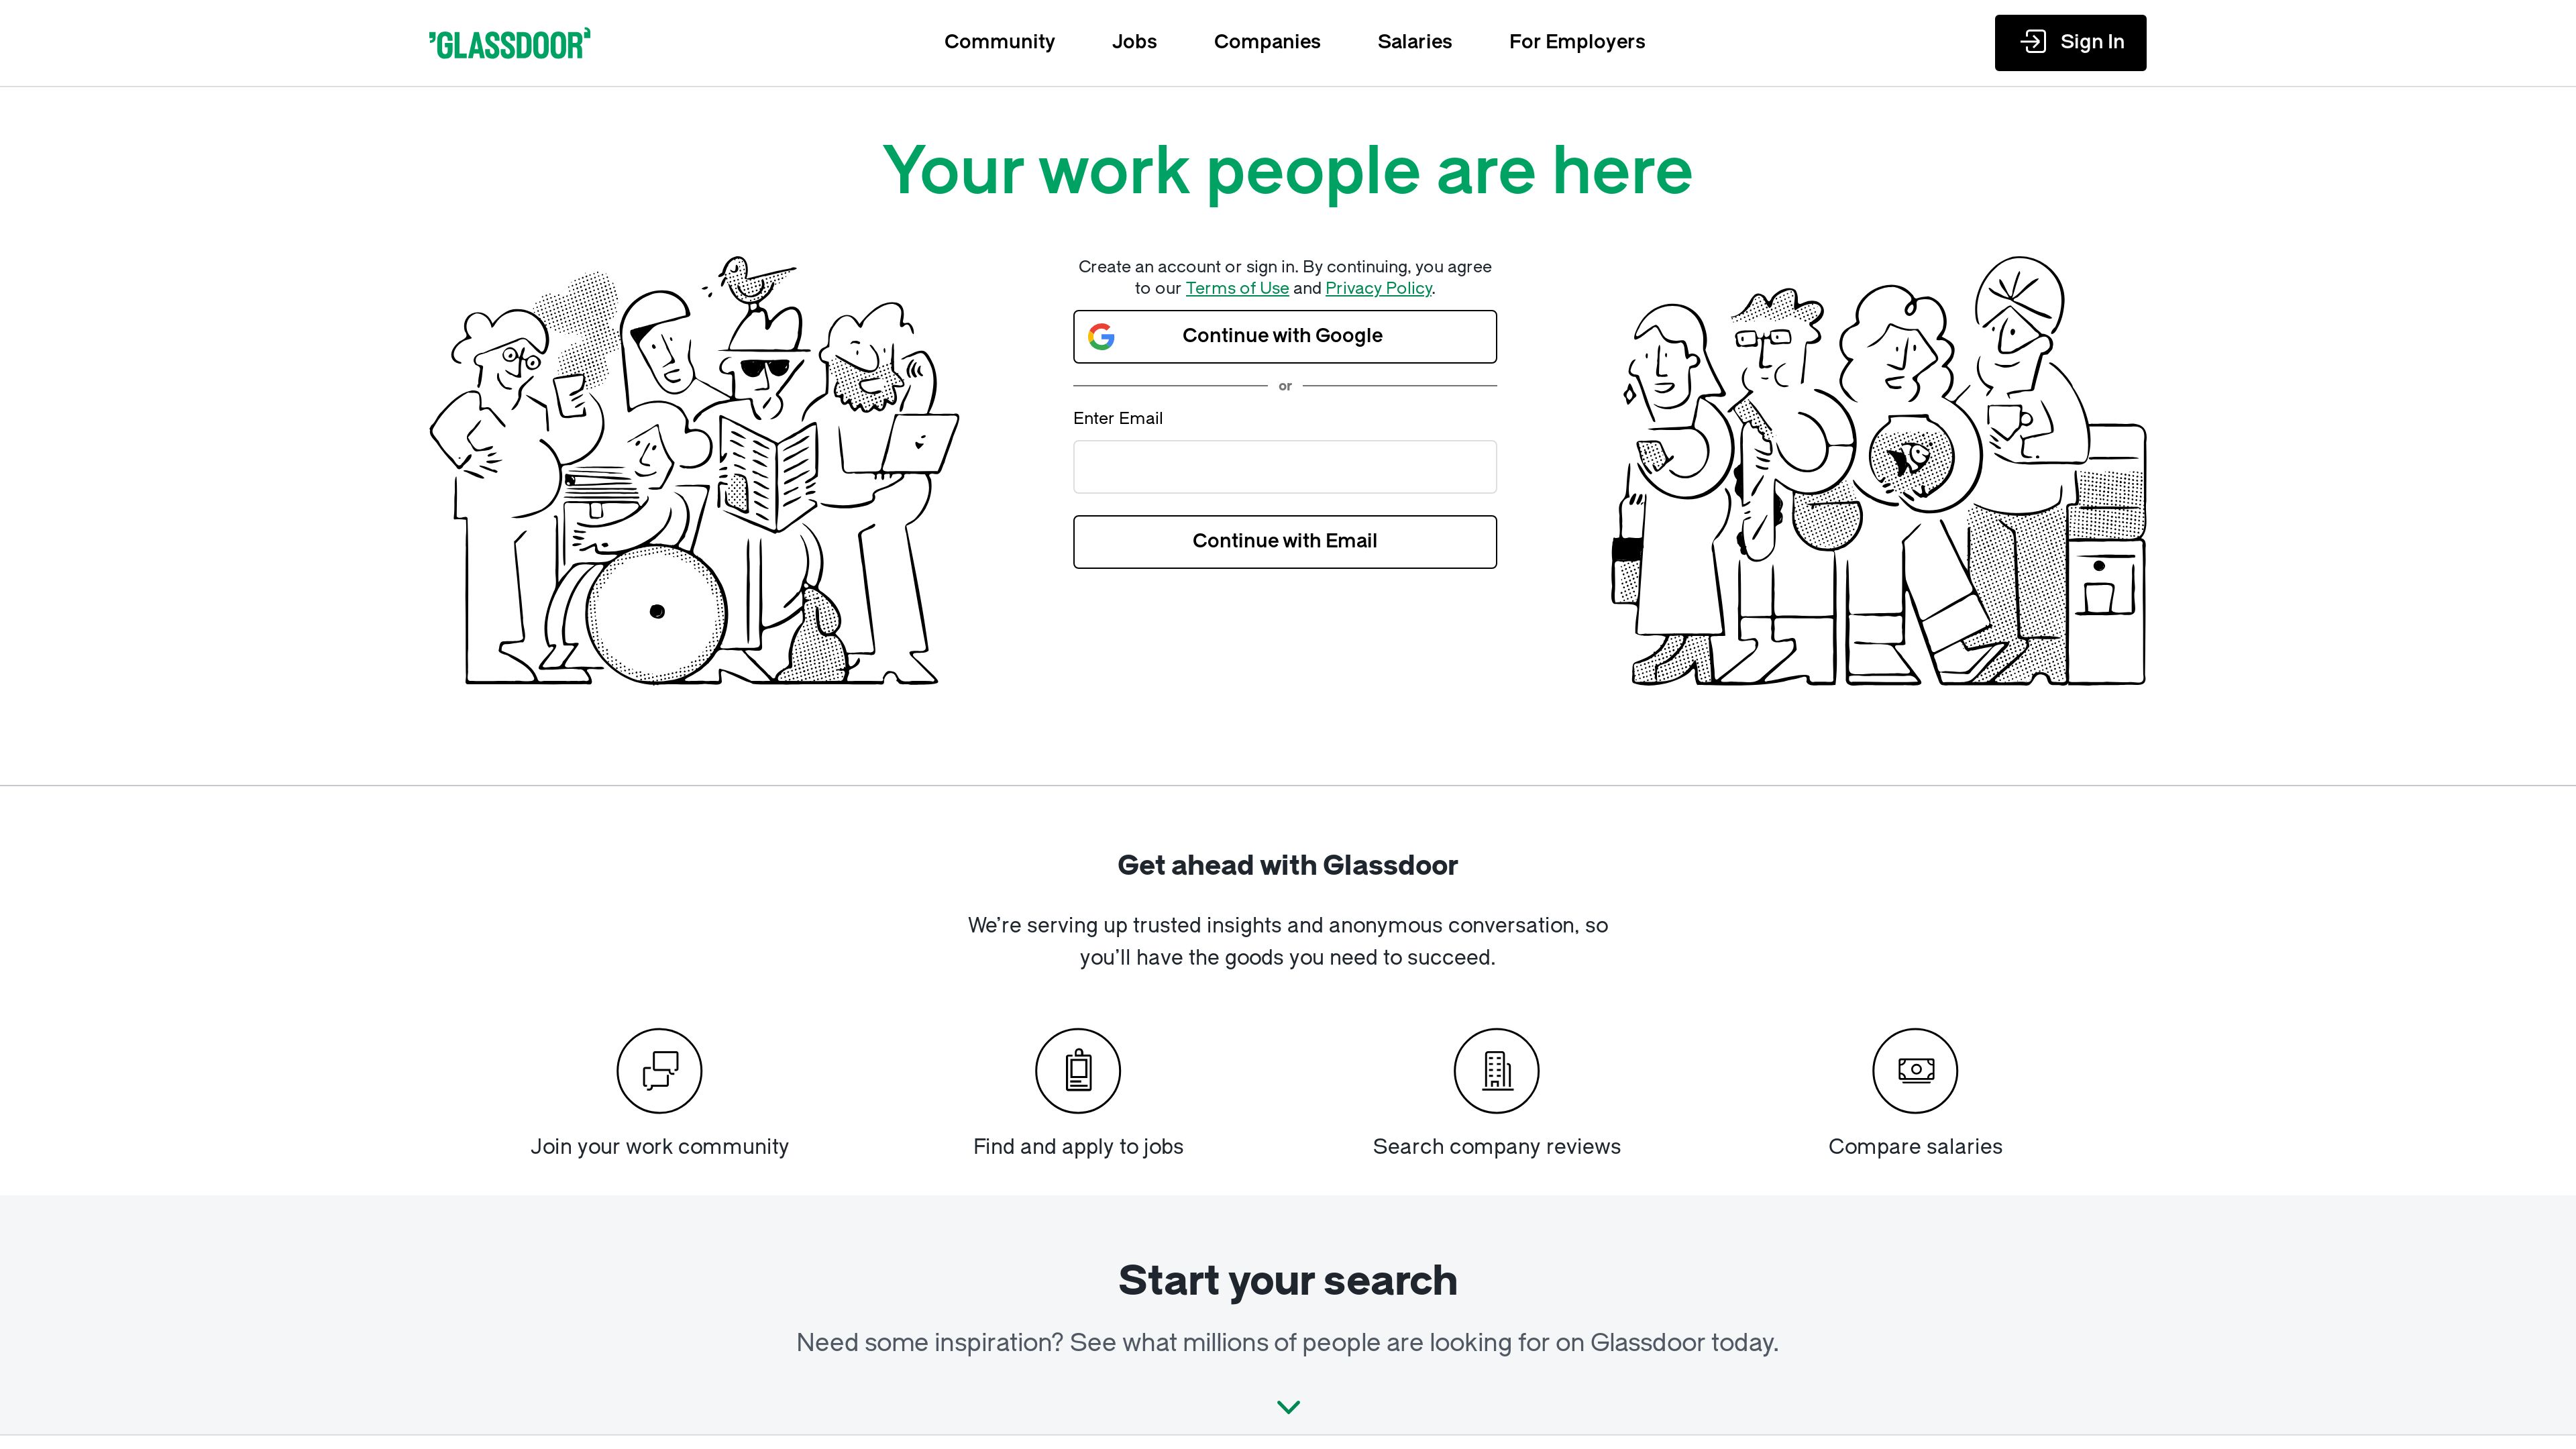 GLASSDOOR
Community
Jobs
Companies
Salaries
For Employers
Sign In
Your work people are here
Create an account or sign in. By continuing, you agree
to our Terms of Use and Privacy Policy.
Continue with Google
or
Enter Email
Continue with Email
Get ahead with Glassdoor
We’re serving up trusted insights and anonymous conversation, so
you’ll have the goods you need to succeed.
Join your work community
Find and apply to jobs
Search company reviews
Compare salaries
Start your search
Need some inspiration? See what millions of people are looking for on Glassdoor today.